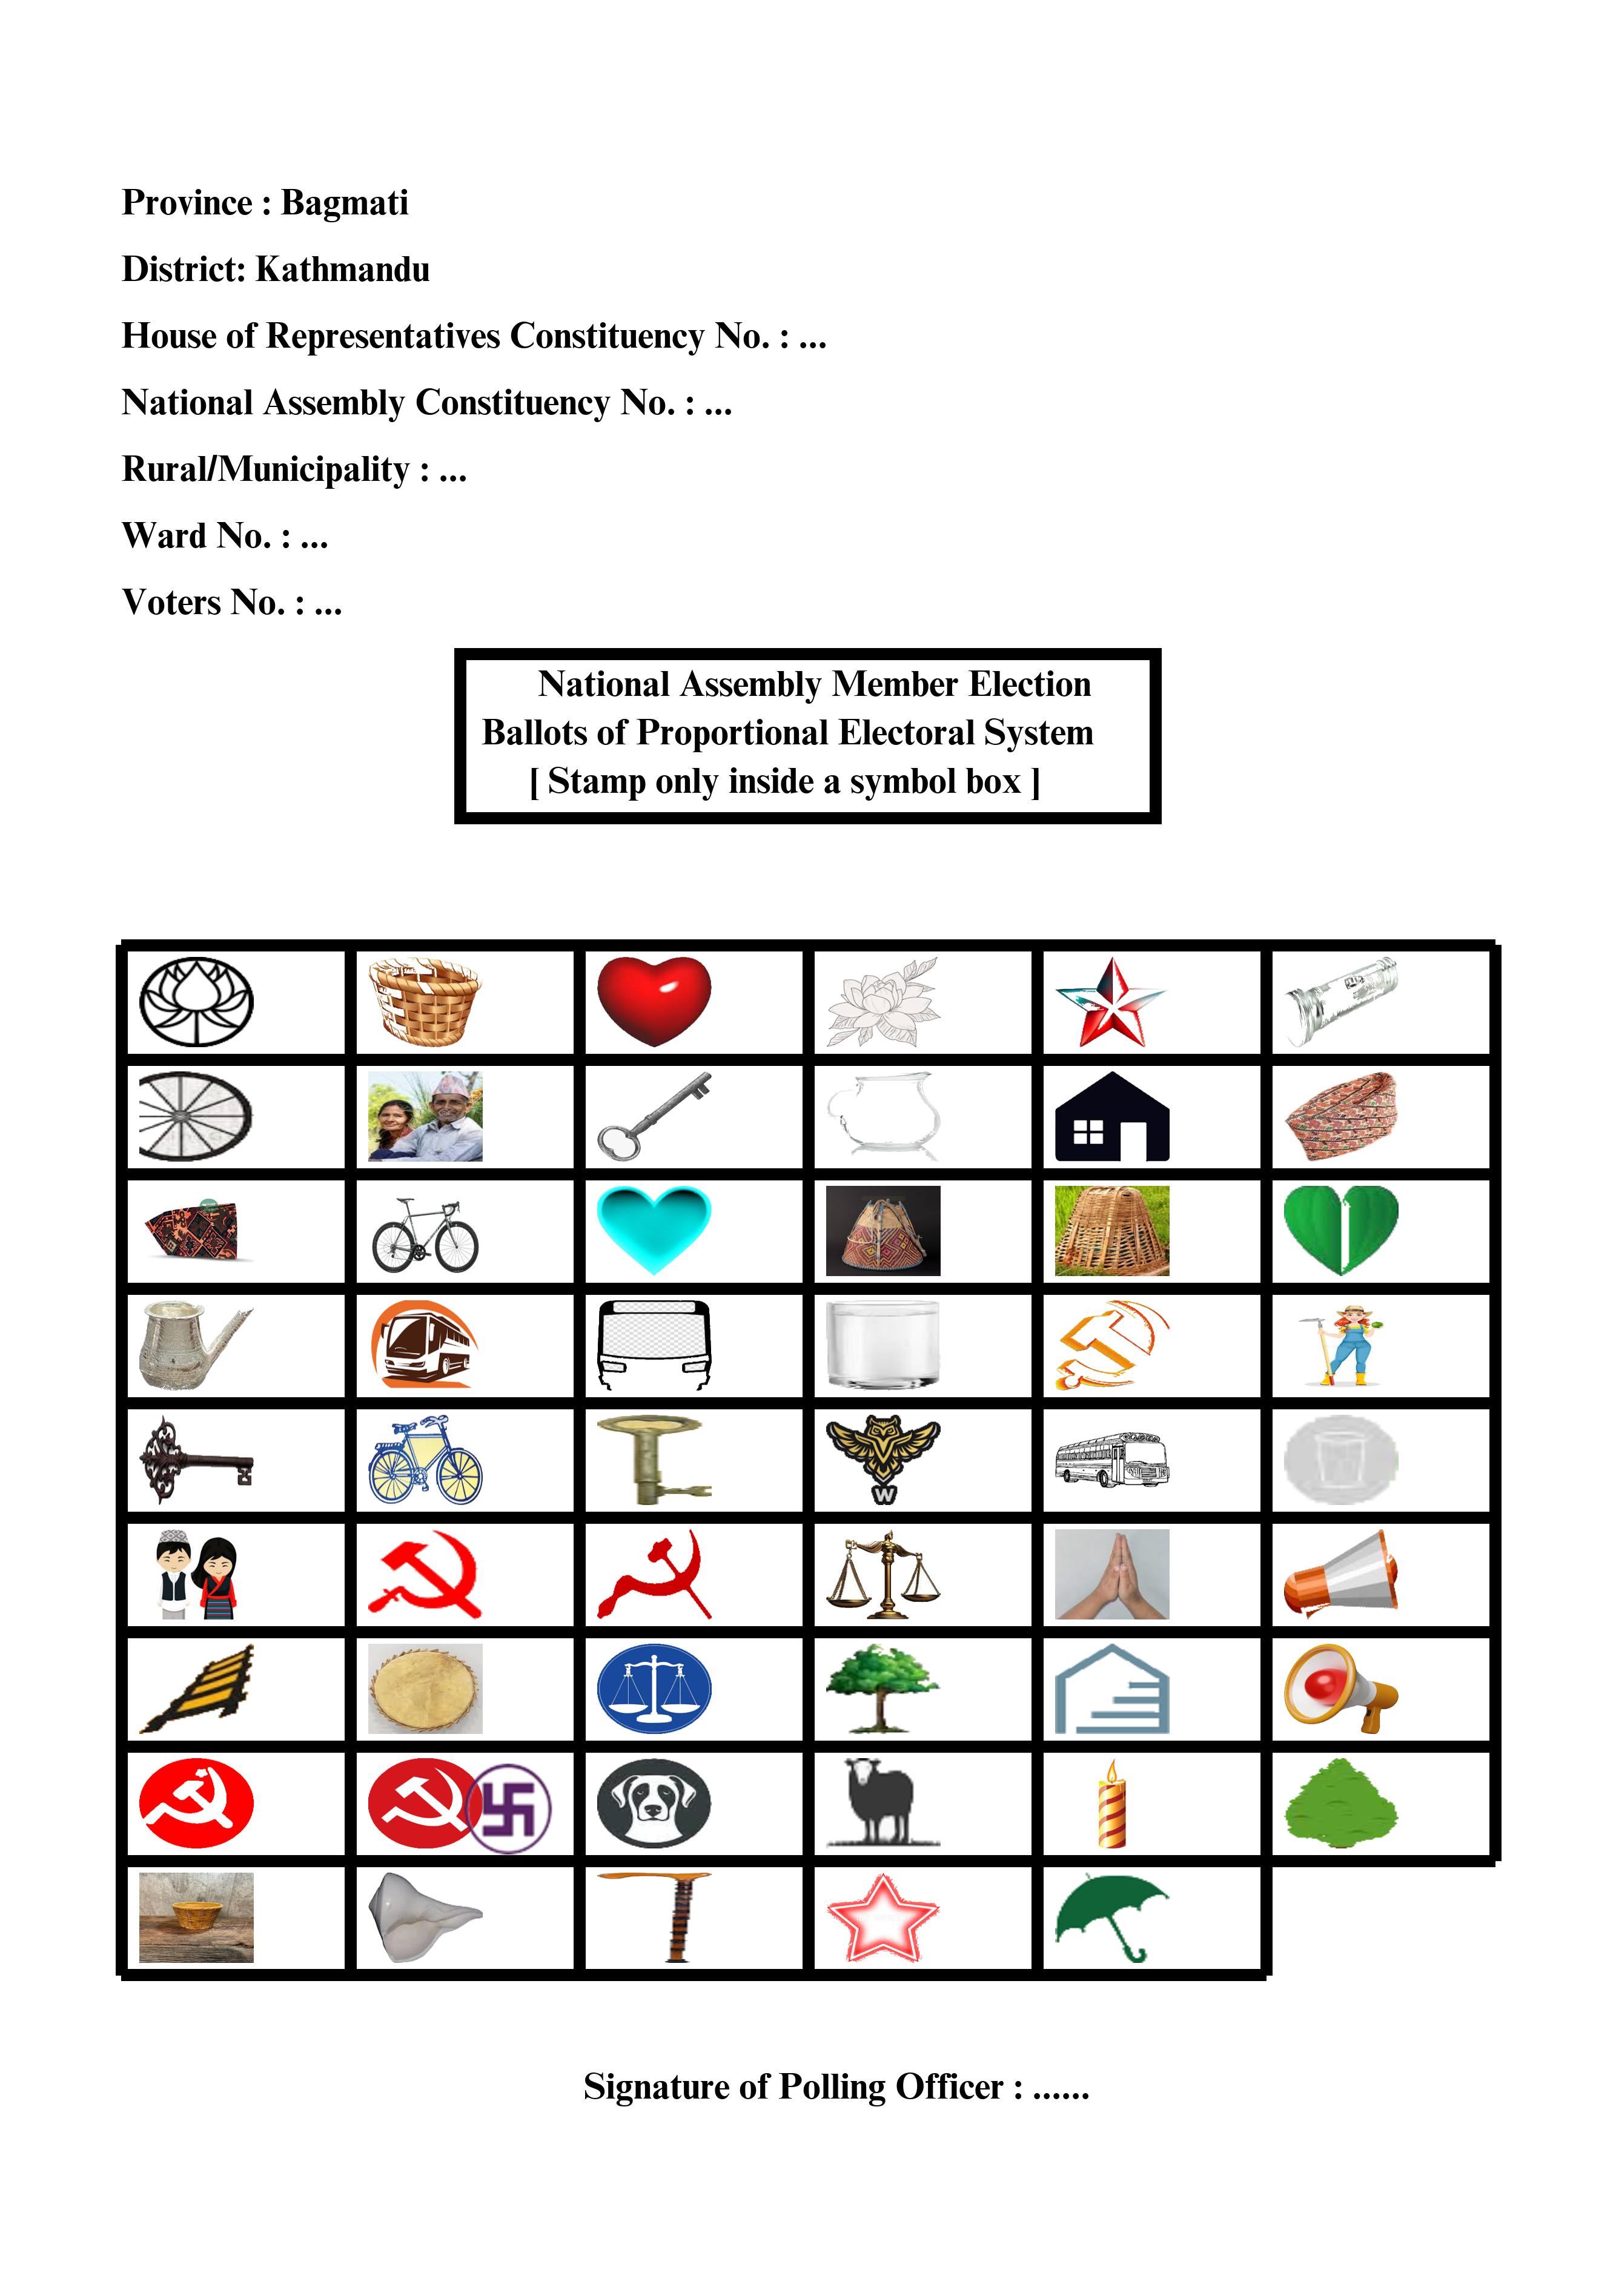 Province : Bagmati
District: Kathmandu
House of Representatives Constituency No. : ...
National Assembly Constituency No. : ...
Rural/Municipality : ...
Ward No. : ...
Voters No. : ...
National Assembly Member Election
Ballots of Proportional Electoral System
[ Stamp only inside a symbol box ]
W
Signature of Polling Officer : ......